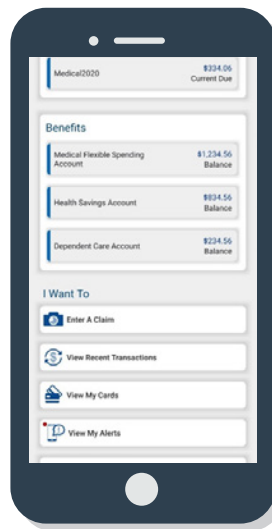 $334.06
Medical2020
Current Due
Benefits
Medical Flexible Spending
Account
$1,234.56
Balance
Health Savings Account
$834.56
Balance
Dependent Care Account
$234.56
Balance
I Want To
Enter A Claim
View Recent Transactions
View My Cards
View My Alerts